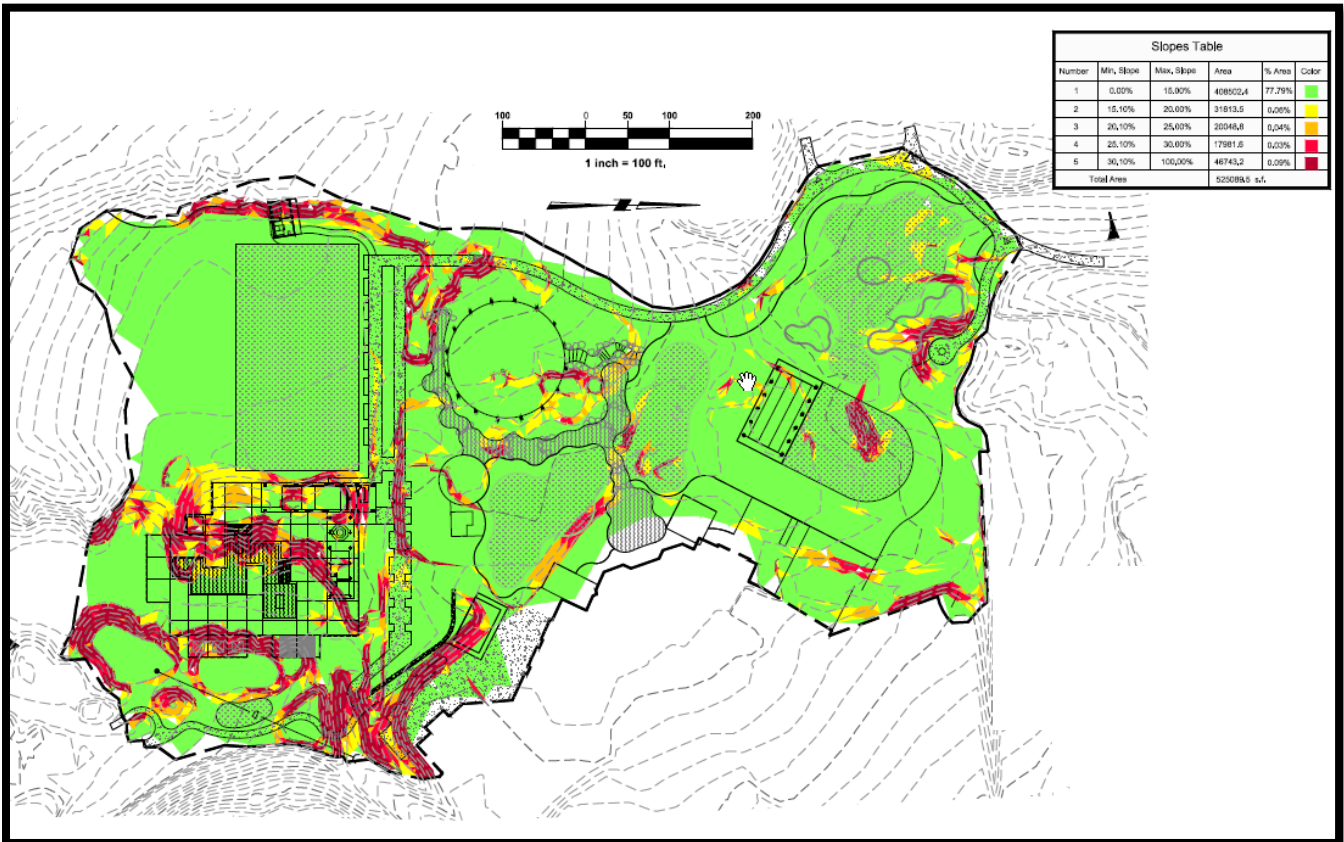 Slopes Table
Number Min. Slope Max. Slope Area % Area Color
1 0.00% 15.00% 408502.4 77.79%
2 15.10% 20.00% 31813.5 0.06%
3 20.10% 25.00% 20048.8 0.04%
4 25.10% 30.00% 17981.6 0.03%
5 30.10% 100.00% 46743.2 0.09%
Total Area 525089.5 s.f.
100 0 50 100 200
1 inch = 100 ft.